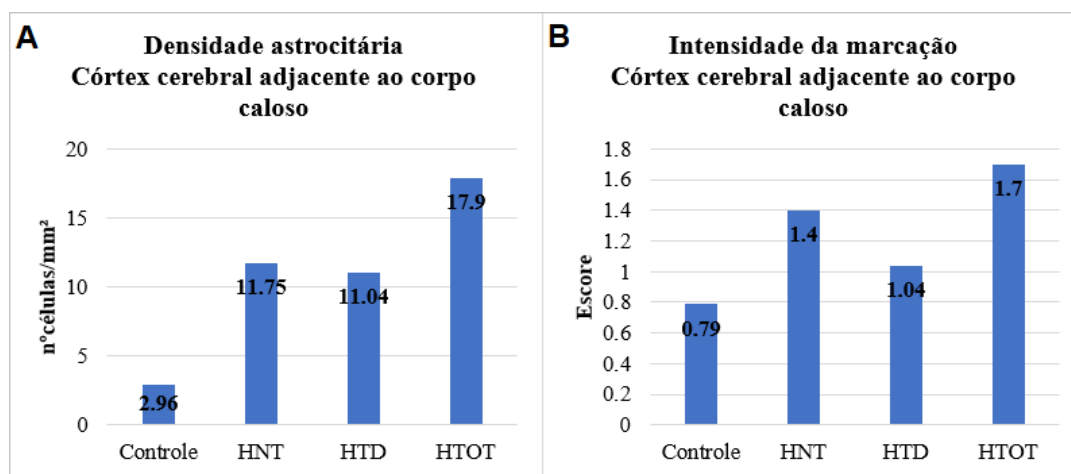 A
Densidade astrocitária
Córtex cerebral adjacente ao corpo
caloso
n°células/mm²
20
15
10
5
0
2.96
11.75
11.04
17.9
Controle
HNT
HTD
HTOT
B
Intensidade da marcação
Córtex cerebral adjacente ao corpo
caloso
Escore
1.8
1.6
1.4
1.2
1
0.8
0.6
0.4
0.2
0
0.79
1.4
1.04
1.7
Controle
HNT
HTD
HTOT